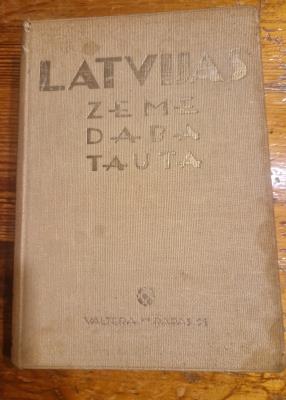 LATVIJAS
ZEME
DABA
TAUTA
VALTERA un RAPAS